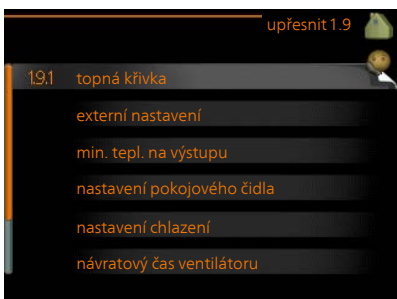 upřesnit 1.9
1.9.1 topná křivka
externí nastavení
min. tepl. na výstupu
nastavení pokojového čidla
nastavení chlazení
návratový čas ventilátoru